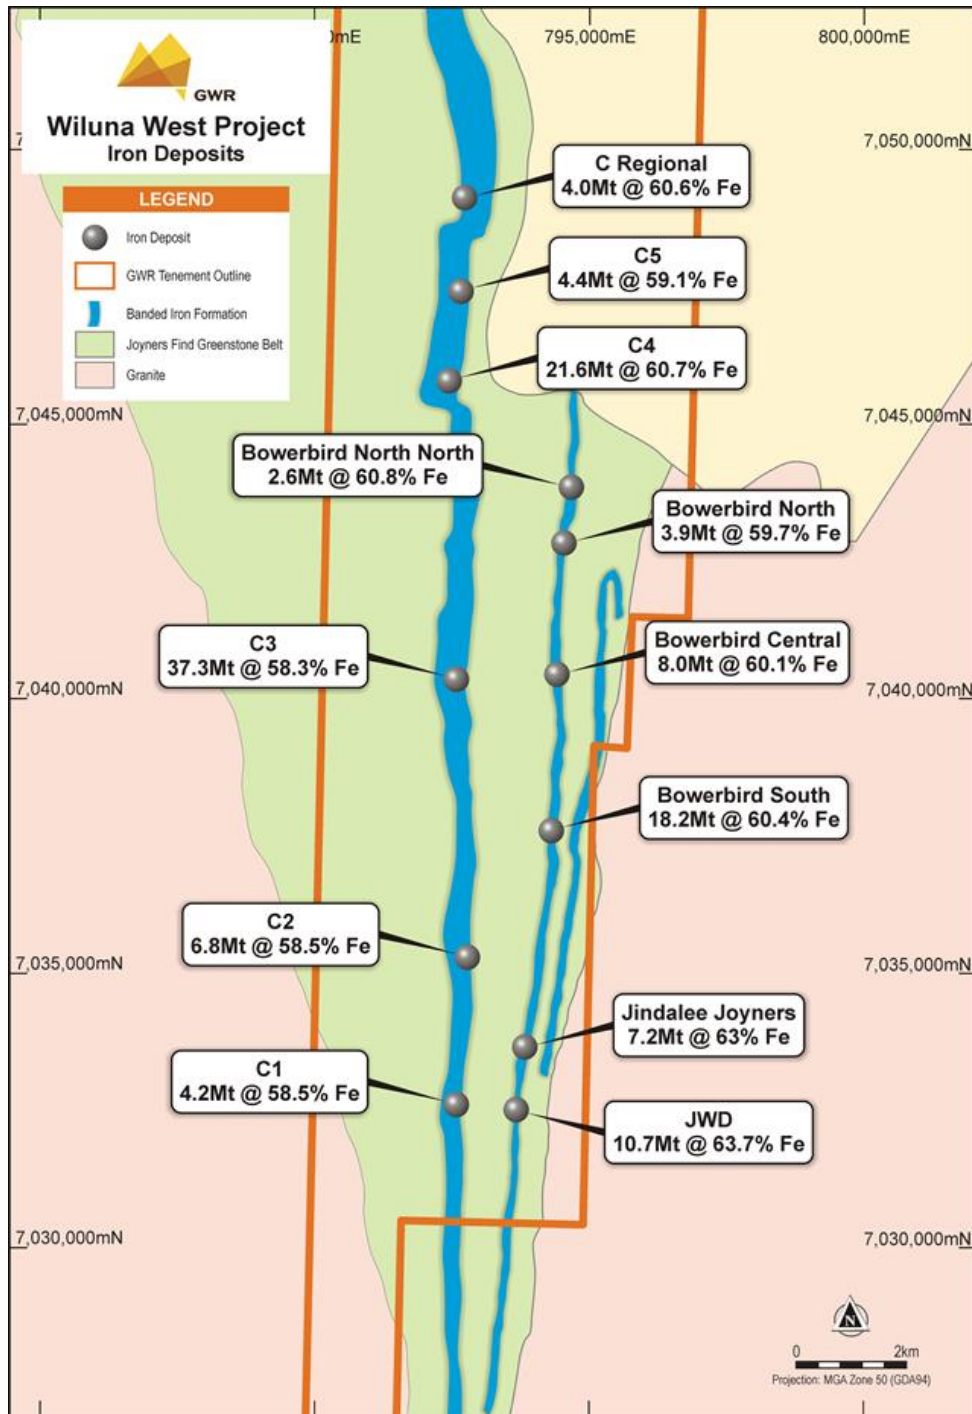 GWR
Wiluna West Project
Iron Deposits
LEGEND
Iron Deposit
GWR Tenement Outline
Banded Iron Formation
Joyners Find Greenstone Belt
Granite
mE
795,000mE
800,000mE
7,050,000mN
C Regional
4.0Mt @ 60.6% Fe
C5
4.4Mt @ 59.1% Fe
C4
21.6Mt @ 60.7% Fe
7,045,000mN
7,045,000mN
Bowerbird North North
2.6Mt @ 60.8% Fe
Bowerbird North
3.9Mt @ 59.7% Fe
C3
37.3Mt @ 58.3% Fe
Bowerbird Central
8.0Mt @ 60.1% Fe
7,040,000mN
7,040,000mN
Bowerbird South
18.2Mt @ 60.4% Fe
C2
6.8Mt @ 58.5% Fe
7,035,000mN
7,035,000mN
Jindalee Joyners
7.2Mt @ 63% Fe
C1
4.2Mt @ 58.5% Fe
JWD
10.7Mt @ 63.7% Fe
7,030,000mN
7,030,000mN
N
0 2km
Projection: MGA Zone 50 (GDA94)